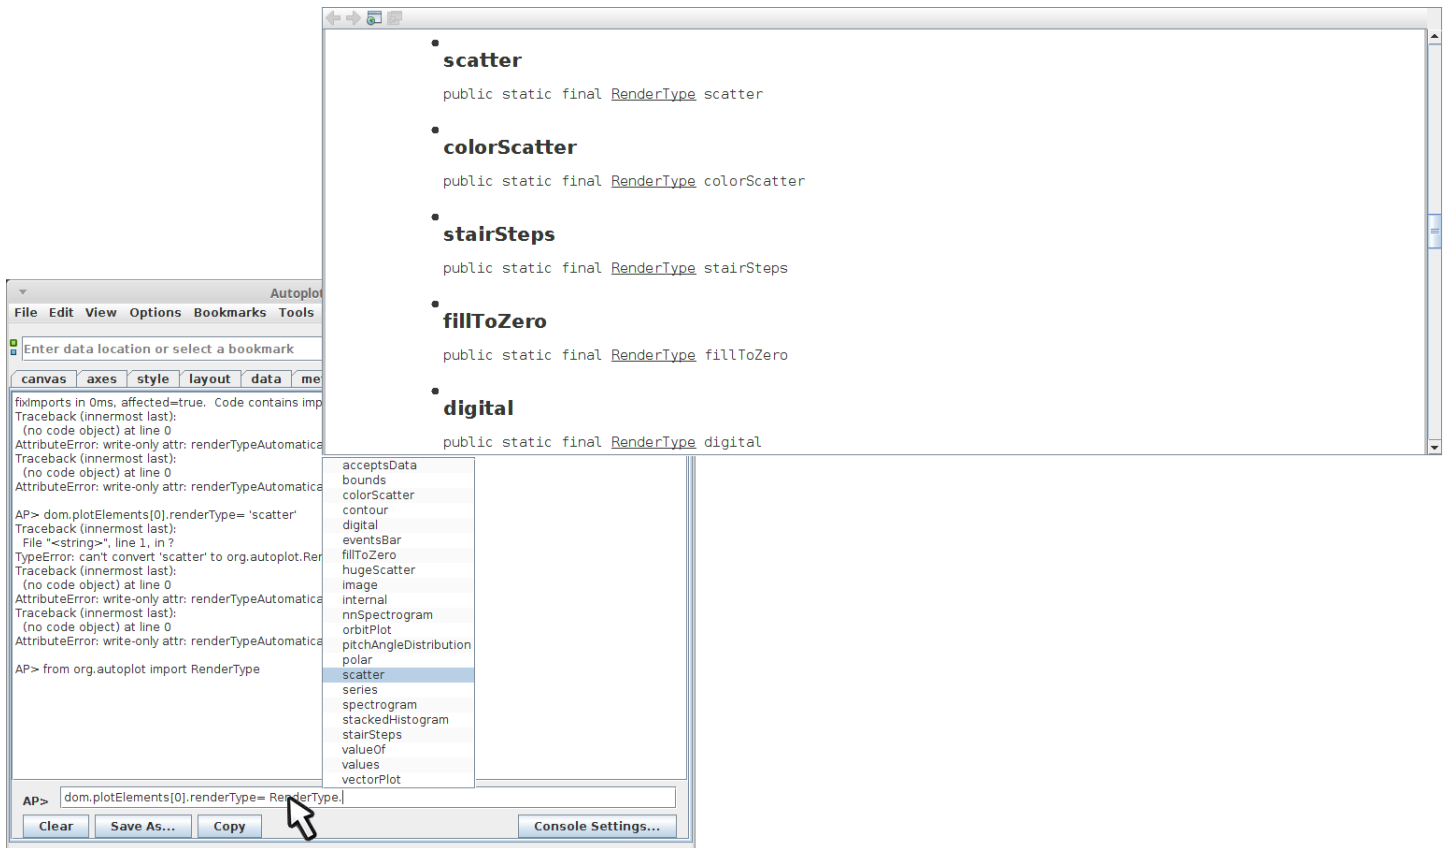 scatter
public static final RenderType scatter
colorScatter
public static final RenderType colorScatter
stairSteps
public static final RenderType stairSteps
fillToZero
public static final RenderType fillToZero
digital
public static final RenderType digital
Autoplot
File Edit View Options Bookmarks Tools
Enter data location or select a bookmark
canvas axes style layout data me
fixImports in 0ms, affected=true. Code contains imp
Traceback (innermost last):
(no code object) at line 0
AttributeError: write-only attr: renderTypeAutomatica
Traceback (innermost last):
(no code object) at line 0
AttributeError: write-only attr: renderTypeAutomatica
AP> dom.plotElements[0].renderType= 'scatter'
Traceback (innermost last):
File "<string>", line 1, in ?
TypeError: can't convert 'scatter' to org.autoplot.Ren
Traceback (innermost last):
(no code object) at line 0
AttributeError: write-only attr: renderTypeAutomatica
Traceback (innermost last):
(no code object) at line 0
AttributeError: write-only attr: renderTypeAutomatica
AP> from org.autoplot import RenderType
acceptsData
bounds
colorScatter
contour
digital
eventsBar
fillToZero
hugeScatter
image
internal
nnSpectrogram
orbitPlot
pitchAngleDistribution
polar
scatter
series
spectrogram
stackedHistogram
stairSteps
valueOf
values
vectorPlot
AP> dom.plotElements[0].renderType= RenderType.
Clear Save As... Copy Console Settings...